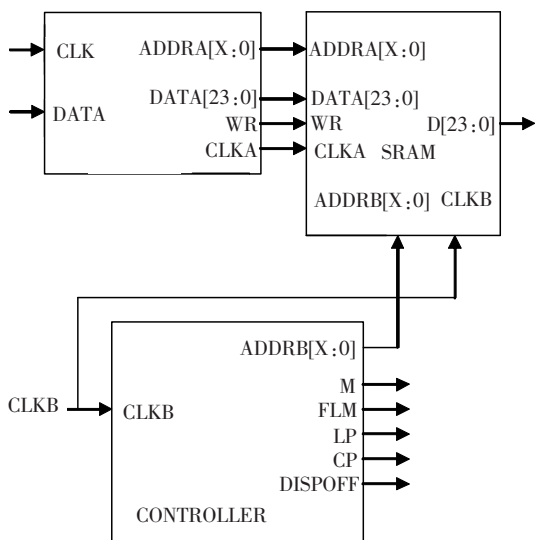 CLK
ADDRA[X:0]
DATA
DATA[23:0]
WR
CLKA
ADDRA[X:0]
DATA[23:0]
WR
D[23:0]
CLKA
SRAM
ADDRB[X:0]
CLKB
ADDRB[X:0]
CLKB
CLKB
M
FLM
LP
CP
DISPOFF
CONTROLLER